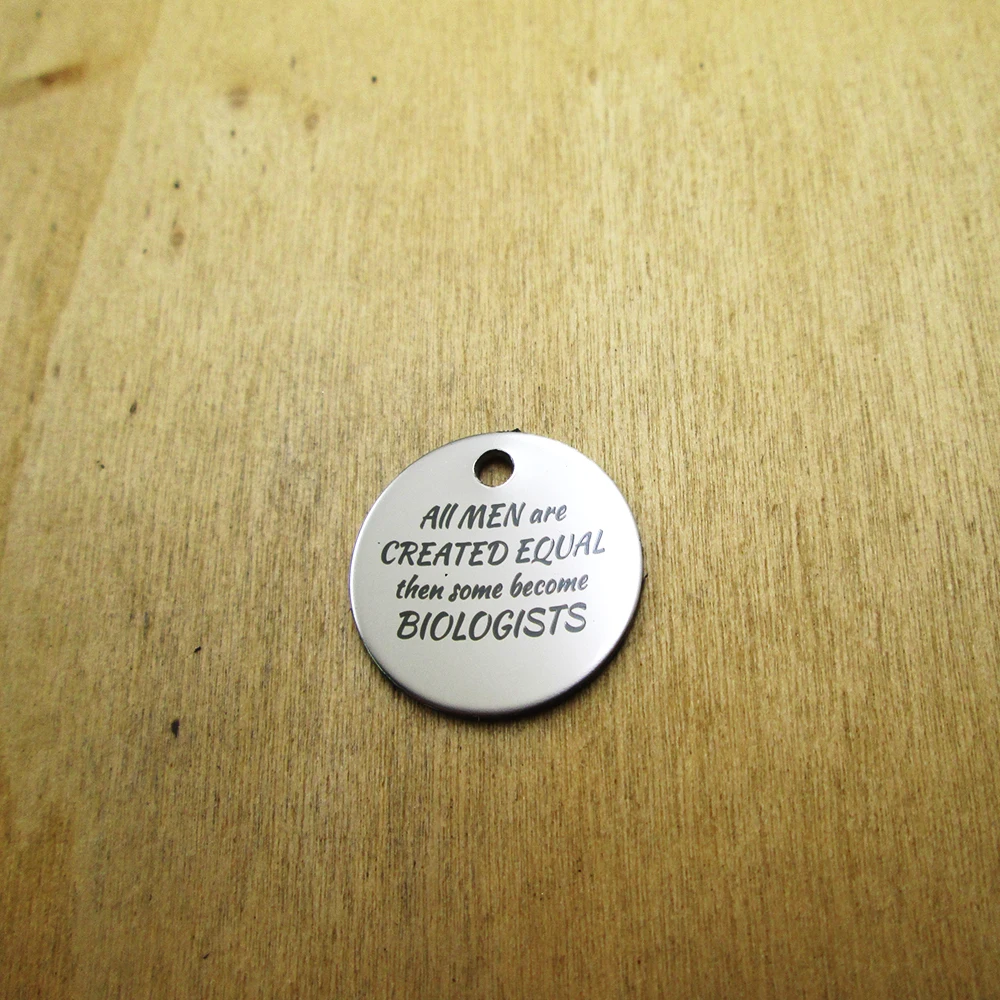 All MEN are
CREATED EQUAL
then some become
BIOLOGISTS